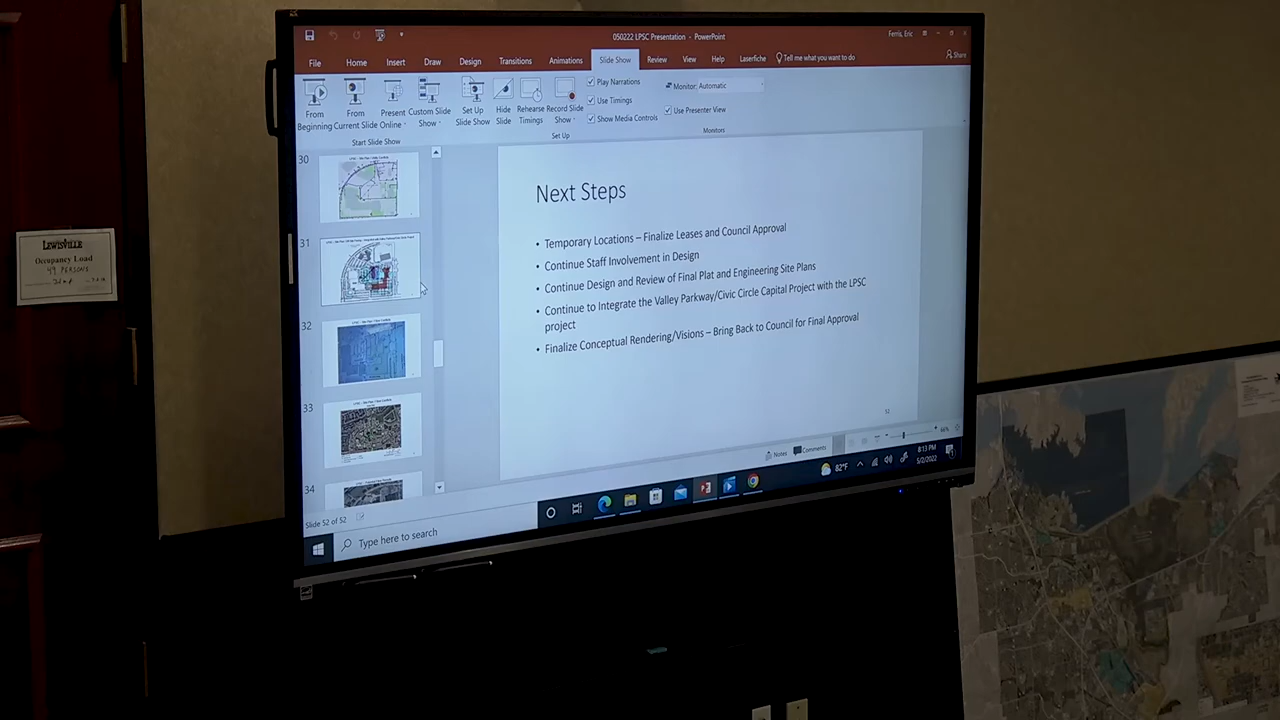 050222 LPSC Presentation - PowerPoint
Ferris, Eric
File Home Insert Draw Design Transitions Animations Slide Show Review View Help Laserfiche Tell me what you want to do
Share
From Beginning
From Current Slide
Present Online
Custom Slide Show
Set Up Slide Show
Hide Slide
Rehearse Timings
Record Slide Show
Play Narrations
Use Timings
Show Media Controls
Monitor: Automatic
Use Presenter View
Start Slide Show
Set Up
Monitors
30
31
32
33
34
Next Steps
• Temporary Locations – Finalize Leases and Council Approval
• Continue Staff Involvement in Design
• Continue Design and Review of Final Plat and Engineering Site Plans
• Continue to Integrate the Valley Parkway/Civic Circle Capital Project with the LPSC
project
• Finalize Conceptual Rendering/Visions – Bring Back to Council for Final Approval
52
Slide 52 of 52
Notes
Comments
66%
Type here to search
82°F
8:13 PM
5/2/2022
LEWISVILLE
Occupancy Load
49 PERSONS